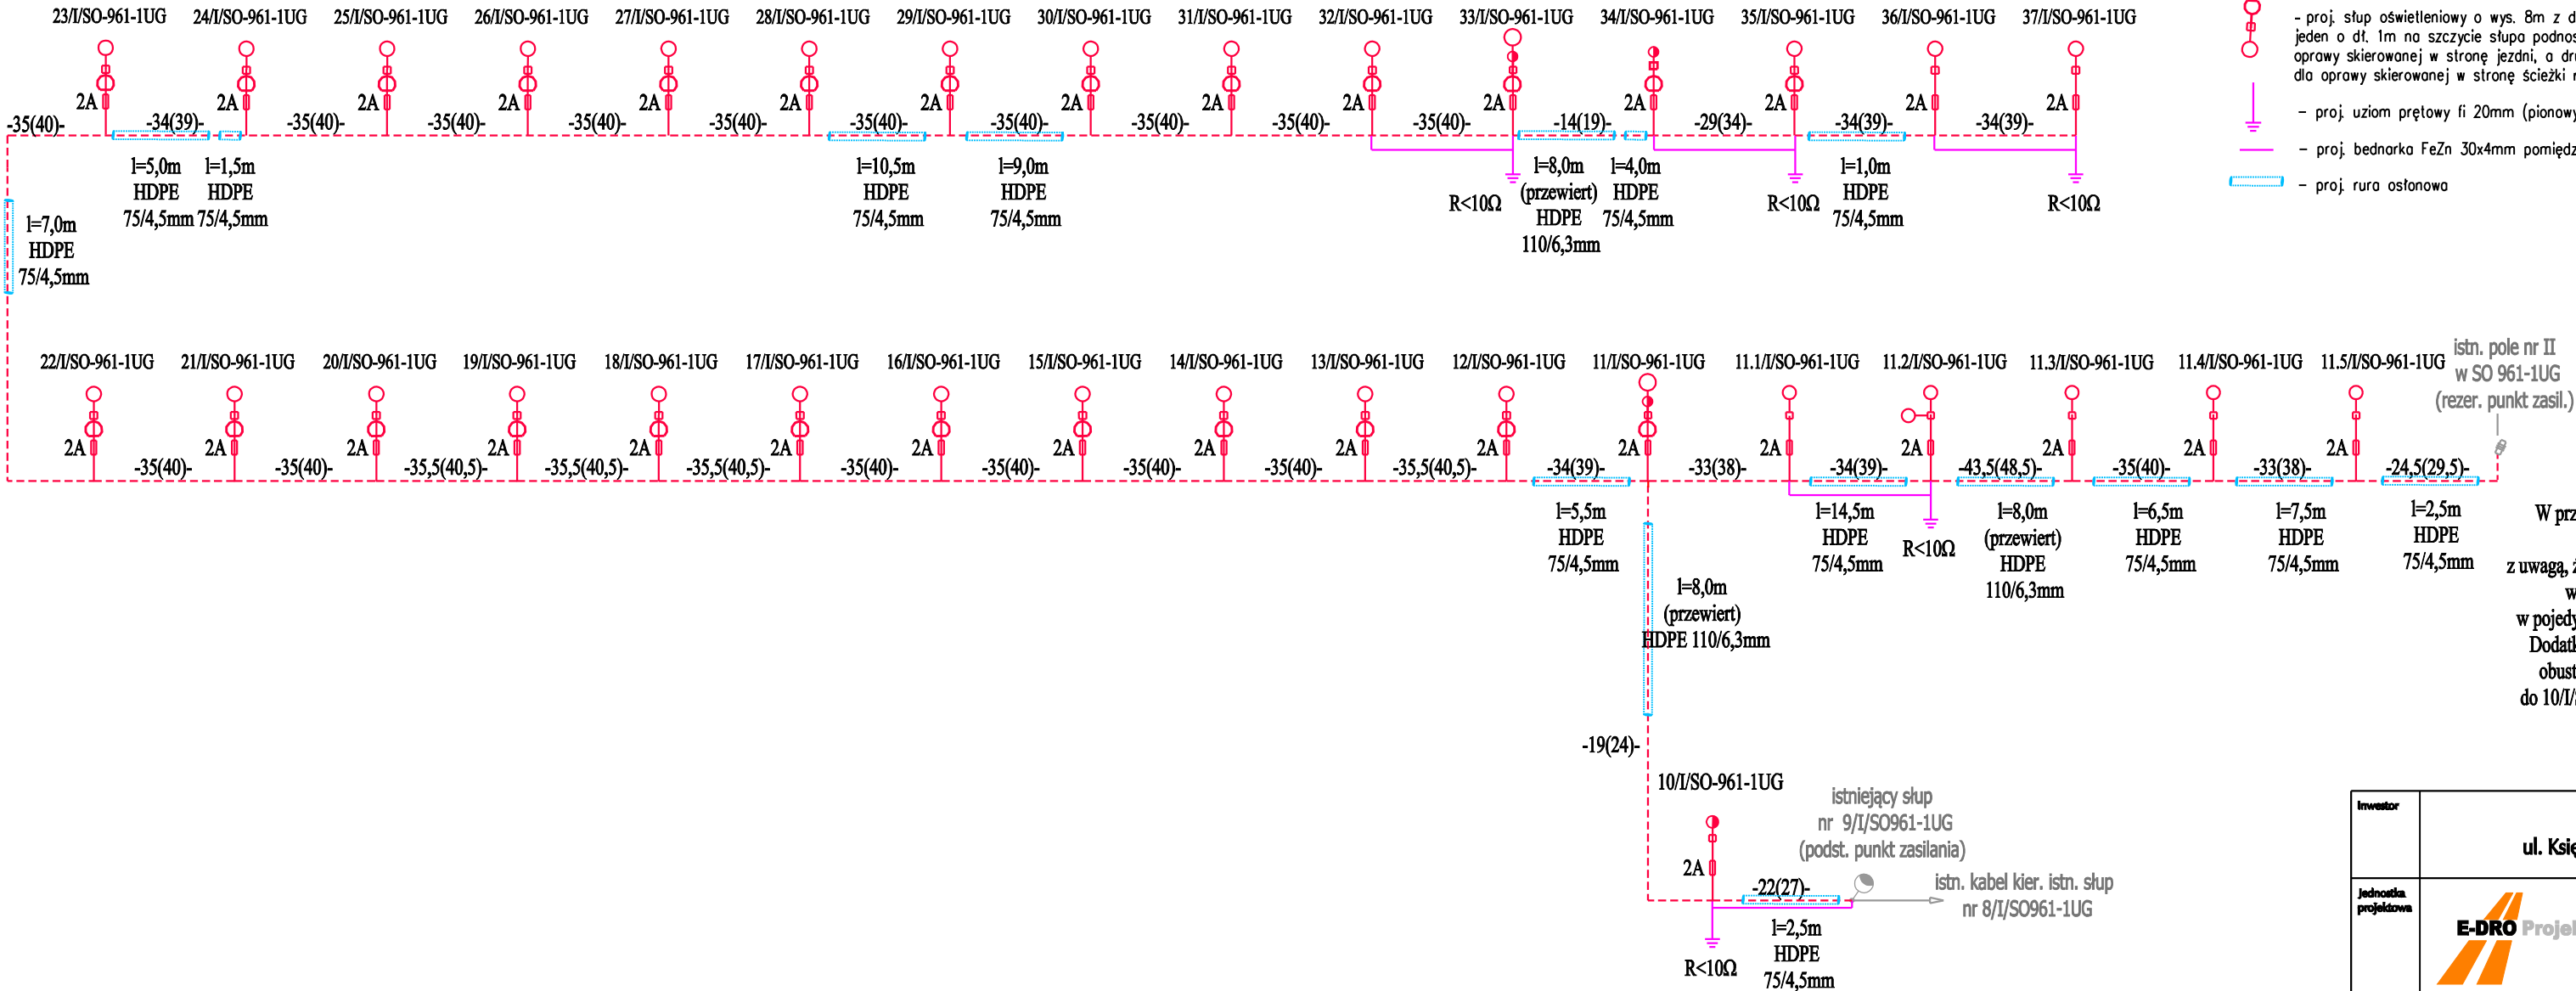 23/I/SO-961-1UG 24/I/SO-961-1UG 25/I/SO-961-1UG 26/I/SO-961-1UG 27/I/SO-961-1UG 28/I/SO-961-1UG 29/I/SO-961-1UG 30/I/SO-961-1UG 31/I/SO-961-1UG 32/I/SO-961-1UG 33/I/SO-961-1UG 34/I/SO-961-1UG 35/I/SO-961-1UG 36/I/SO-961-1UG 37/I/SO-961-1UG
2A 2A 2A 2A 2A 2A 2A 2A 2A 2A 2A 2A 2A 2A 2A
-35(40)- -34(39)- -35(40)- -35(40)- -35(40)- -35(40)- -35(40)- -35(40)- -35(40)- -35(40)- -35(40)- -14(19)- -29(34)- -34(39)- -34(39)-
l=5,0m
HDPE
75/4,5mm
l=1,5m
HDPE
75/4,5mm
l=10,5m
HDPE
75/4,5mm
l=9,0m
HDPE
75/4,5mm
R<10Ω
l=8,0m
(przewiert)
HDPE
110/6,3mm
l=4,0m
HDPE
75/4,5mm
R<10Ω
l=1,0m
HDPE
75/4,5mm
R<10Ω
l=7,0m
HDPE
75/4,5mm
- proj. słup oświetleniowy o wys. 8m z
jeden o dł. 1m na szczycie słupa
oprawy skierowanej w stronę jezdni, a
dla oprawy skierowanej w stronę ścieżki
- proj. uziom prętowy fi 20mm
- proj. bednarka FeZn 30x4mm
- proj. rura osłonowa
22/I/SO-961-1UG 21/I/SO-961-1UG 20/I/SO-961-1UG 19/I/SO-961-1UG 18/I/SO-961-1UG 17/I/SO-961-1UG 16/I/SO-961-1UG 15/I/SO-961-1UG 14/I/SO-961-1UG 13/I/SO-961-1UG 12/I/SO-961-1UG 11/I/SO-961-1UG 11.1/I/SO-961-1UG 11.2/I/SO-961-1UG 11.3/I/SO-961-1UG 11.4/I/SO-961-1UG 11.5/I/SO-961-1UG
istn. pole nr II
w SO 961-1UG
(rezer. punkt zasil.)
2A 2A 2A 2A 2A 2A 2A 2A 2A 2A 2A 2A 2A 2A 2A 2A 2A
-35(40)- -35(40)- -35,5(40,5)- -35,5(40,5)- -35,5(40,5)- -35(40)- -35(40)- -35(40)- -35(40)- -35,5(40,5)- -34(39)- -33(38)- -34(39)- -43,5(48,5)- -35(40)- -33(38)- -24,5(29,5)-
l=5,5m
HDPE
75/4,5mm
l=14,5m
HDPE
75/4,5mm
R<10Ω
l=8,0m
(przewiert)
HDPE
110/6,3mm
l=6,5m
HDPE
75/4,5mm
l=7,5m
HDPE
75/4,5mm
l=2,5m
HDPE
75/4,5mm
l=8,0m
(przewiert)
HDPE 110/6,3mm
W
z uwagą,
w
do
-19(24)-
10/I/SO-961-1UG
2A
istniejący słup
nr 9/I/SO961-1UG
(podst. punkt zasilania)
-22(27)-
istn. kabel kier. istn. słup
nr 8/I/SO961-1UG
l=2,5m
HDPE
75/4,5mm
R<10Ω
Inwestor
ul.
Jednostka
projektowa
E-DRO